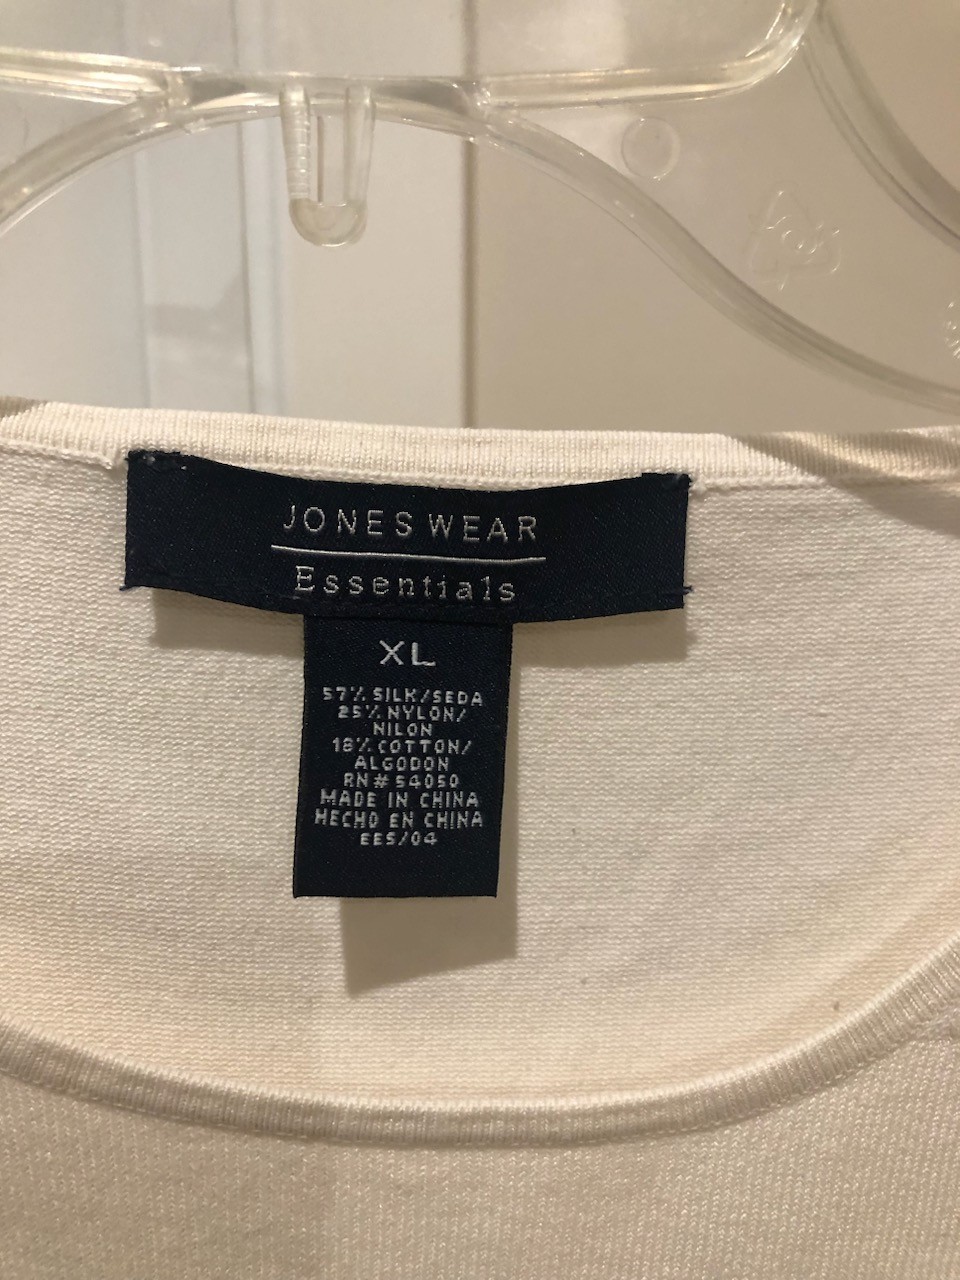 JONES WEAR
Essentials
XL
57% SILK/SEDA
25% NYLON/
NILON
18% COTTON/
ALGODON
RN# 54050
MADE IN CHINA
HECHO EN CHINA
EES/04